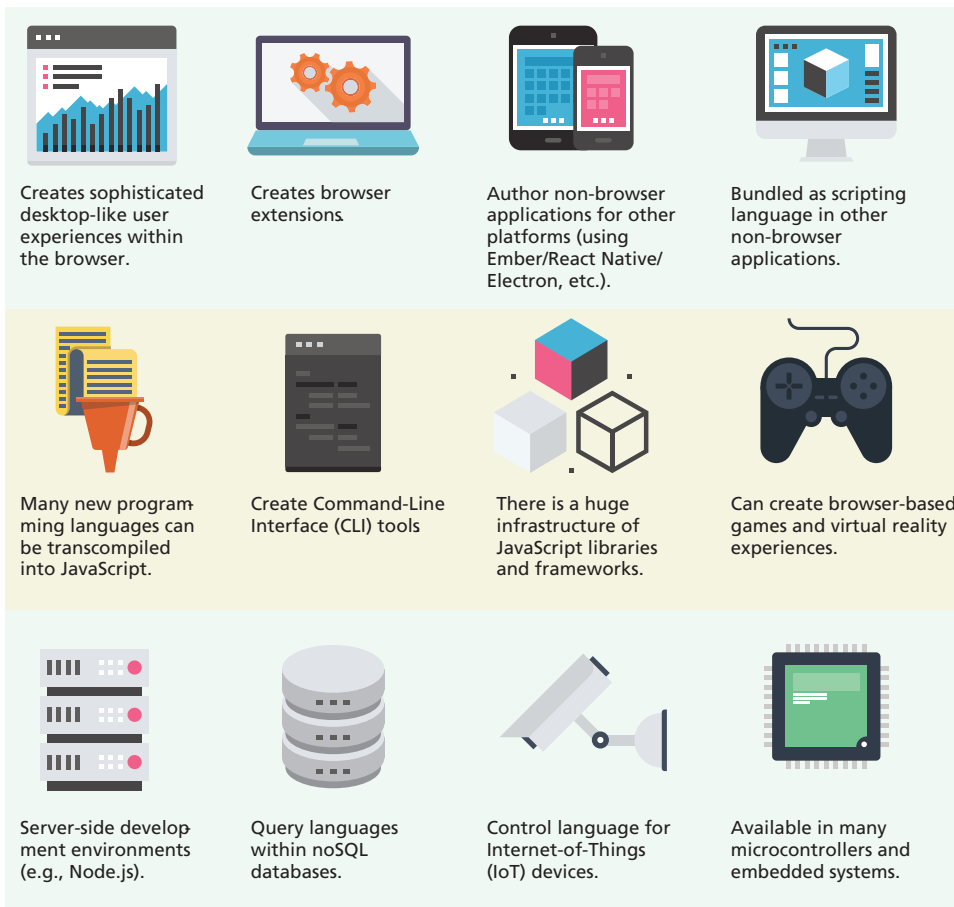 Creates sophisticated
desktop-like user
experiences within
the browser.
Creates browser
extensions.
Author non-browser
applications for other
platforms (using
Ember/React Native/
Electron, etc.).
Bundled as scripting
language in other
non-browser
applications.
Many new program-
ming languages can
be transcompiled
into JavaScript.
Create Command-Line
Interface (CLI) tools
There is a huge
infrastructure of
JavaScript libraries
and frameworks.
Can create browser-based
games and virtual reality
experiences.
Server-side develop-
ment environments
(e.g., Node.js).
Query languages
within noSQL
databases.
Control language for
Internet-of-Things
(IoT) devices.
Available in many
microcontrollers and
embedded systems.